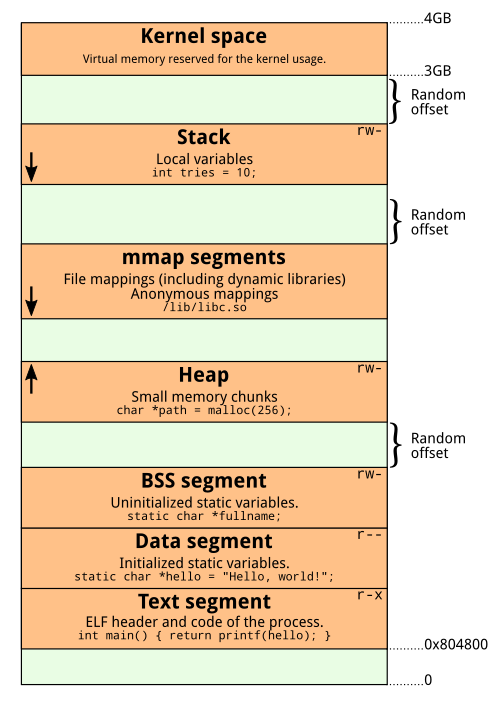 4GB
Kernel space
Virtual memory reserved for the kernel usage.
3GB
Random
offset
rw-
Stack
Local variables
int tries = 10;
Random
offset
mmap segments
File mappings (including dynamic libraries)
Anonymous mappings
/lib/libc.so
rw-
Heap
Small memory chunks
char *path = malloc(256);
Random
offset
rw-
BSS segment
Uninitialized static variables.
static char *fullname;
r--
Data segment
Initialized static variables.
static char *hello = "Hello, world!";
r-x
Text segment
ELF header and code of the process.
int main() { return printf(hello); }
0x804800
0